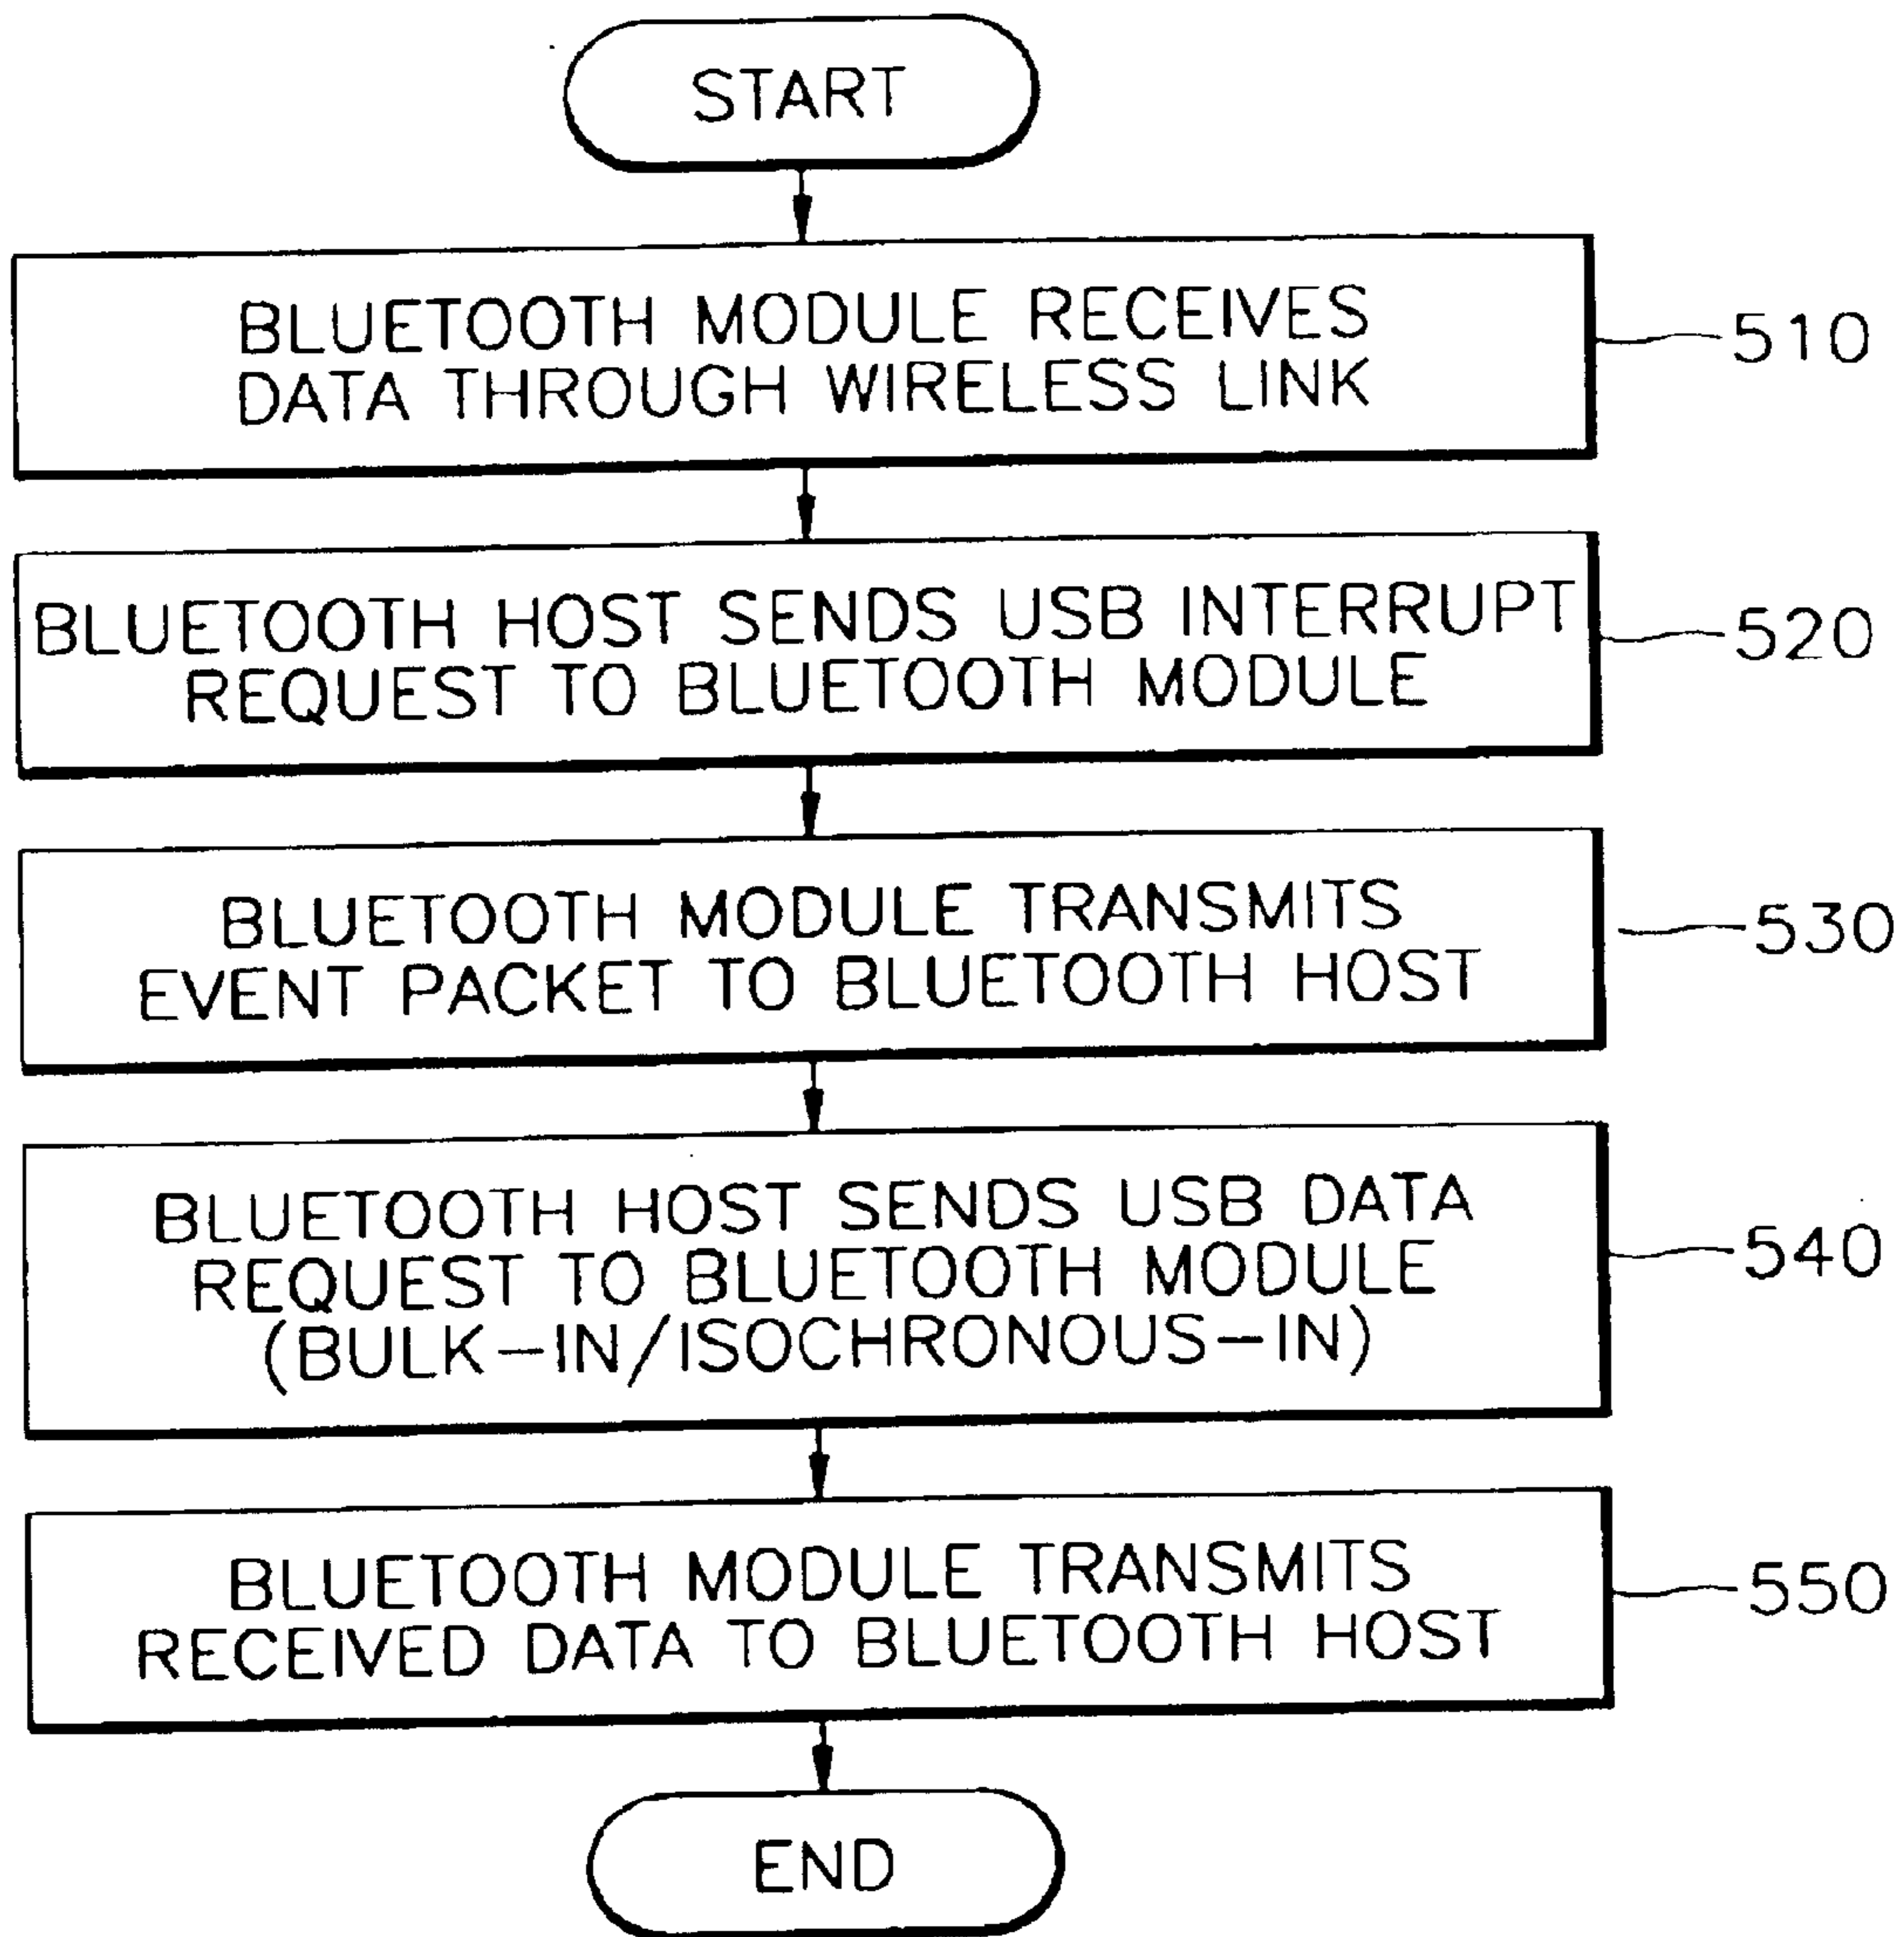 START
BLUETOOTH MODULE RECEIVES
DATA THROUGH WIRELESS LINK
510
BLUETOOTH HOST SENDS USB INTERRUPT
REQUEST TO BLUETOOTH MODULE
520
BLUETOOTH MODULE TRANSMITS
EVENT PACKET TO BLUETOOTH HOST
530
BLUETOOTH HOST SENDS USB DATA
REQUEST TO BLUETOOTH MODULE
(BULK-IN/ISOCHRONOUS-IN)
540
BLUETOOTH MODULE TRANSMITS
RECEIVED DATA TO BLUETOOTH HOST
550
END